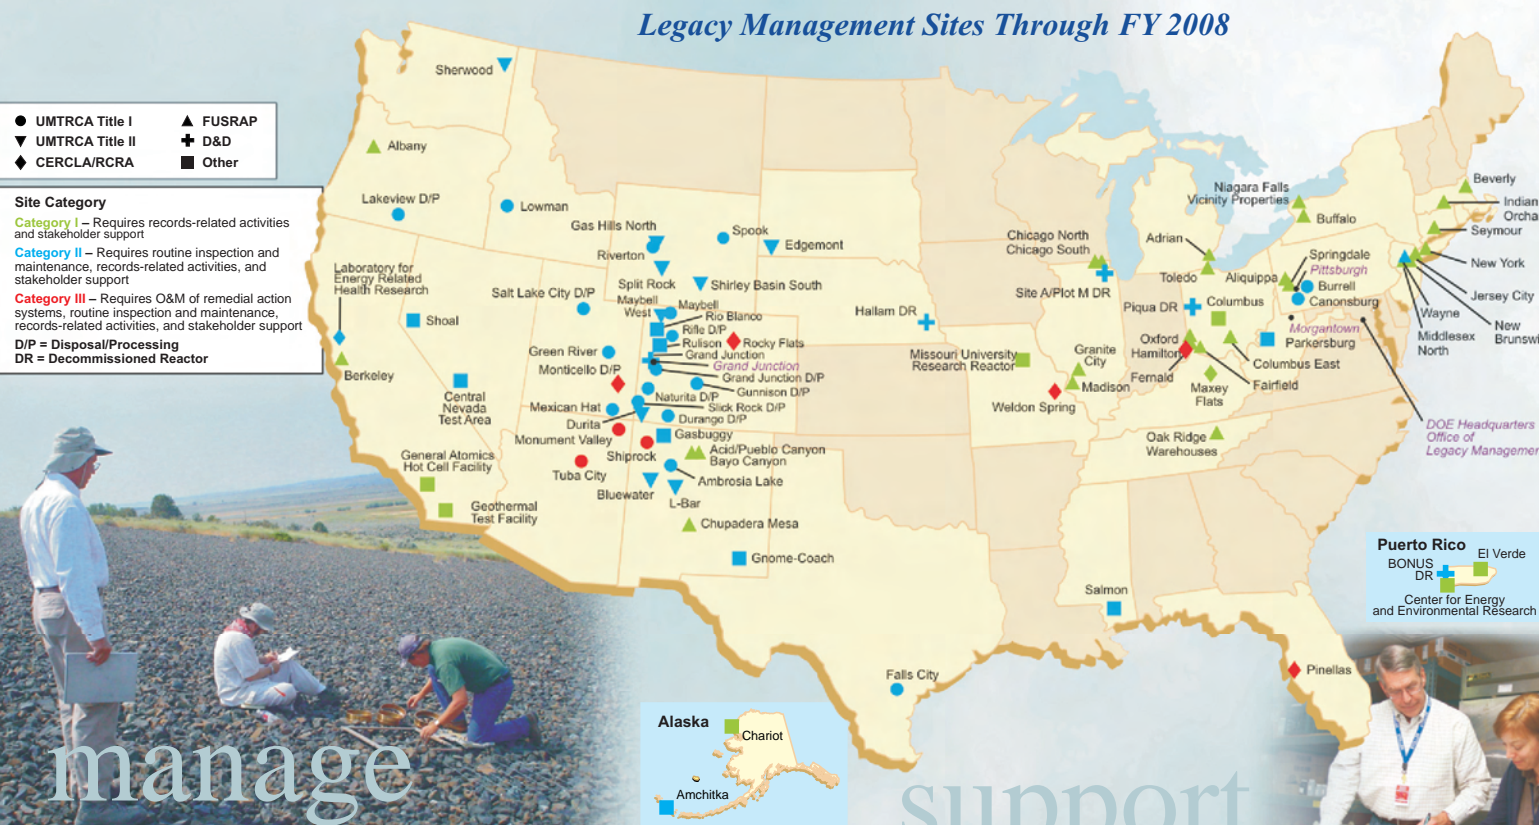 Legacy Management Sites Through FY 2008
UMTRCA Title I
FUSRAP
UMTRCA Title II
D&D
CERCLA/RCRA
Other
Site Category
Category I – Requires records-related activities
and stakeholder support
Category II – Requires routine inspection and
maintenance, records-related activities, and
stakeholder support
Category III – Requires O&M of remedial action
systems, routine inspection and maintenance,
records-related activities, and stakeholder support
D/P = Disposal/Processing
DR = Decommissioned Reactor
Sherwood
Albany
Lakeview D/P
Lowman
Laboratory for
Energy Related
Health Research
Shoal
Berkeley
Central
Nevada
Test Area
General Atomics
Hot Cell Facility
Geothermal
Test Facility
Gas Hills North
Spook
Edgemont
Riverton
Split Rock
Shirley Basin South
Salt Lake City D/P
Maybell
West
Maybell
Rio Blanco
Rifle D/P
Rulison
Rocky Flats
Green River
Grand Junction
Grand Junction
Monticello D/P
Grand Junction D/P
Gunnison D/P
Naturita D/P
Mexican Hat
Slick Rock D/P
Durita
Durango D/P
Monument Valley
Gasbuggy
Shiprock
Acid/Pueblo Canyon
Bayo Canyon
Tuba City
Ambrosia Lake
Bluewater
L-Bar
Chupadera Mesa
Gnome-Coach
Hallam DR
Falls City
Missouri University
Research Reactor
Weldon Spring
Granite
City
Madison
Chicago North
Chicago South
Site A/Plot M DR
Adrian
Toledo
Piqua DR
Columbus
Oxford
Hamilton
Fernald
Maxey
Flats
Fairfield
Columbus East
Parkersburg
Oak Ridge
Warehouses
Salmon
Pinellas
Niagara Falls
Vicinity Properties
Buffalo
Springdale
Pittsburgh
Aliquippa
Burrell
Canonsburg
Morgantown
Beverly
Indian
Orcha
Seymour
New York
Jersey City
Wayne
New
Brunswi
Middlesex
North
DOE Headquarters
Office of
Legacy Managemen
Puerto Rico
El Verde
BONUS
DR
Center for Energy
and Environmental Research
Alaska
Chariot
Amchitka
manage
support